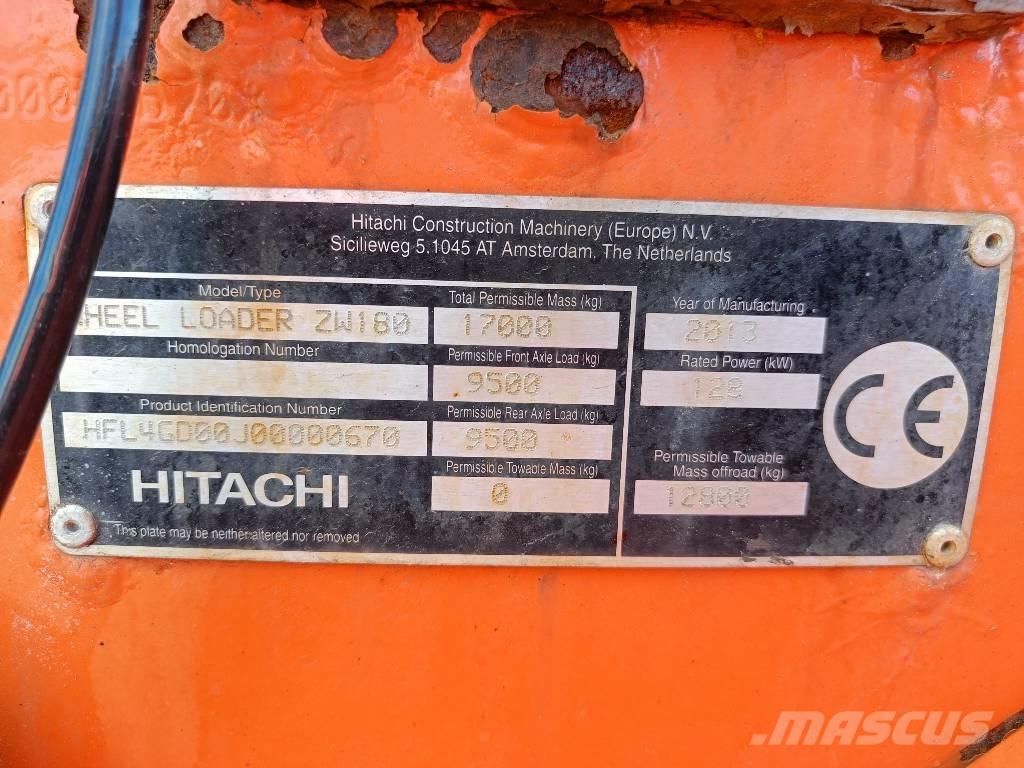 Hitachi Construction Machinery (Europe) N.V.
Sicilieweg 5.1045 AT Amsterdam, The Netherlands
Model/Type
WHEEL LOADER ZW180
Homologation Number
Product Identification Number
HFL4GD00J00000670
HITACHI
This plate may be neither altered nor removed
Total Permissible Mass (kg)
17000
Permissible Front Axle Load (kg)
9500
Permissible Rear Axle Load (kg)
9500
Permissible Towable Mass (kg)
0
Year of Manufacturing
2013
Rated Power (kW)
128
Permissible Towable
Mass offroad (kg)
12800
CE
MASCUS